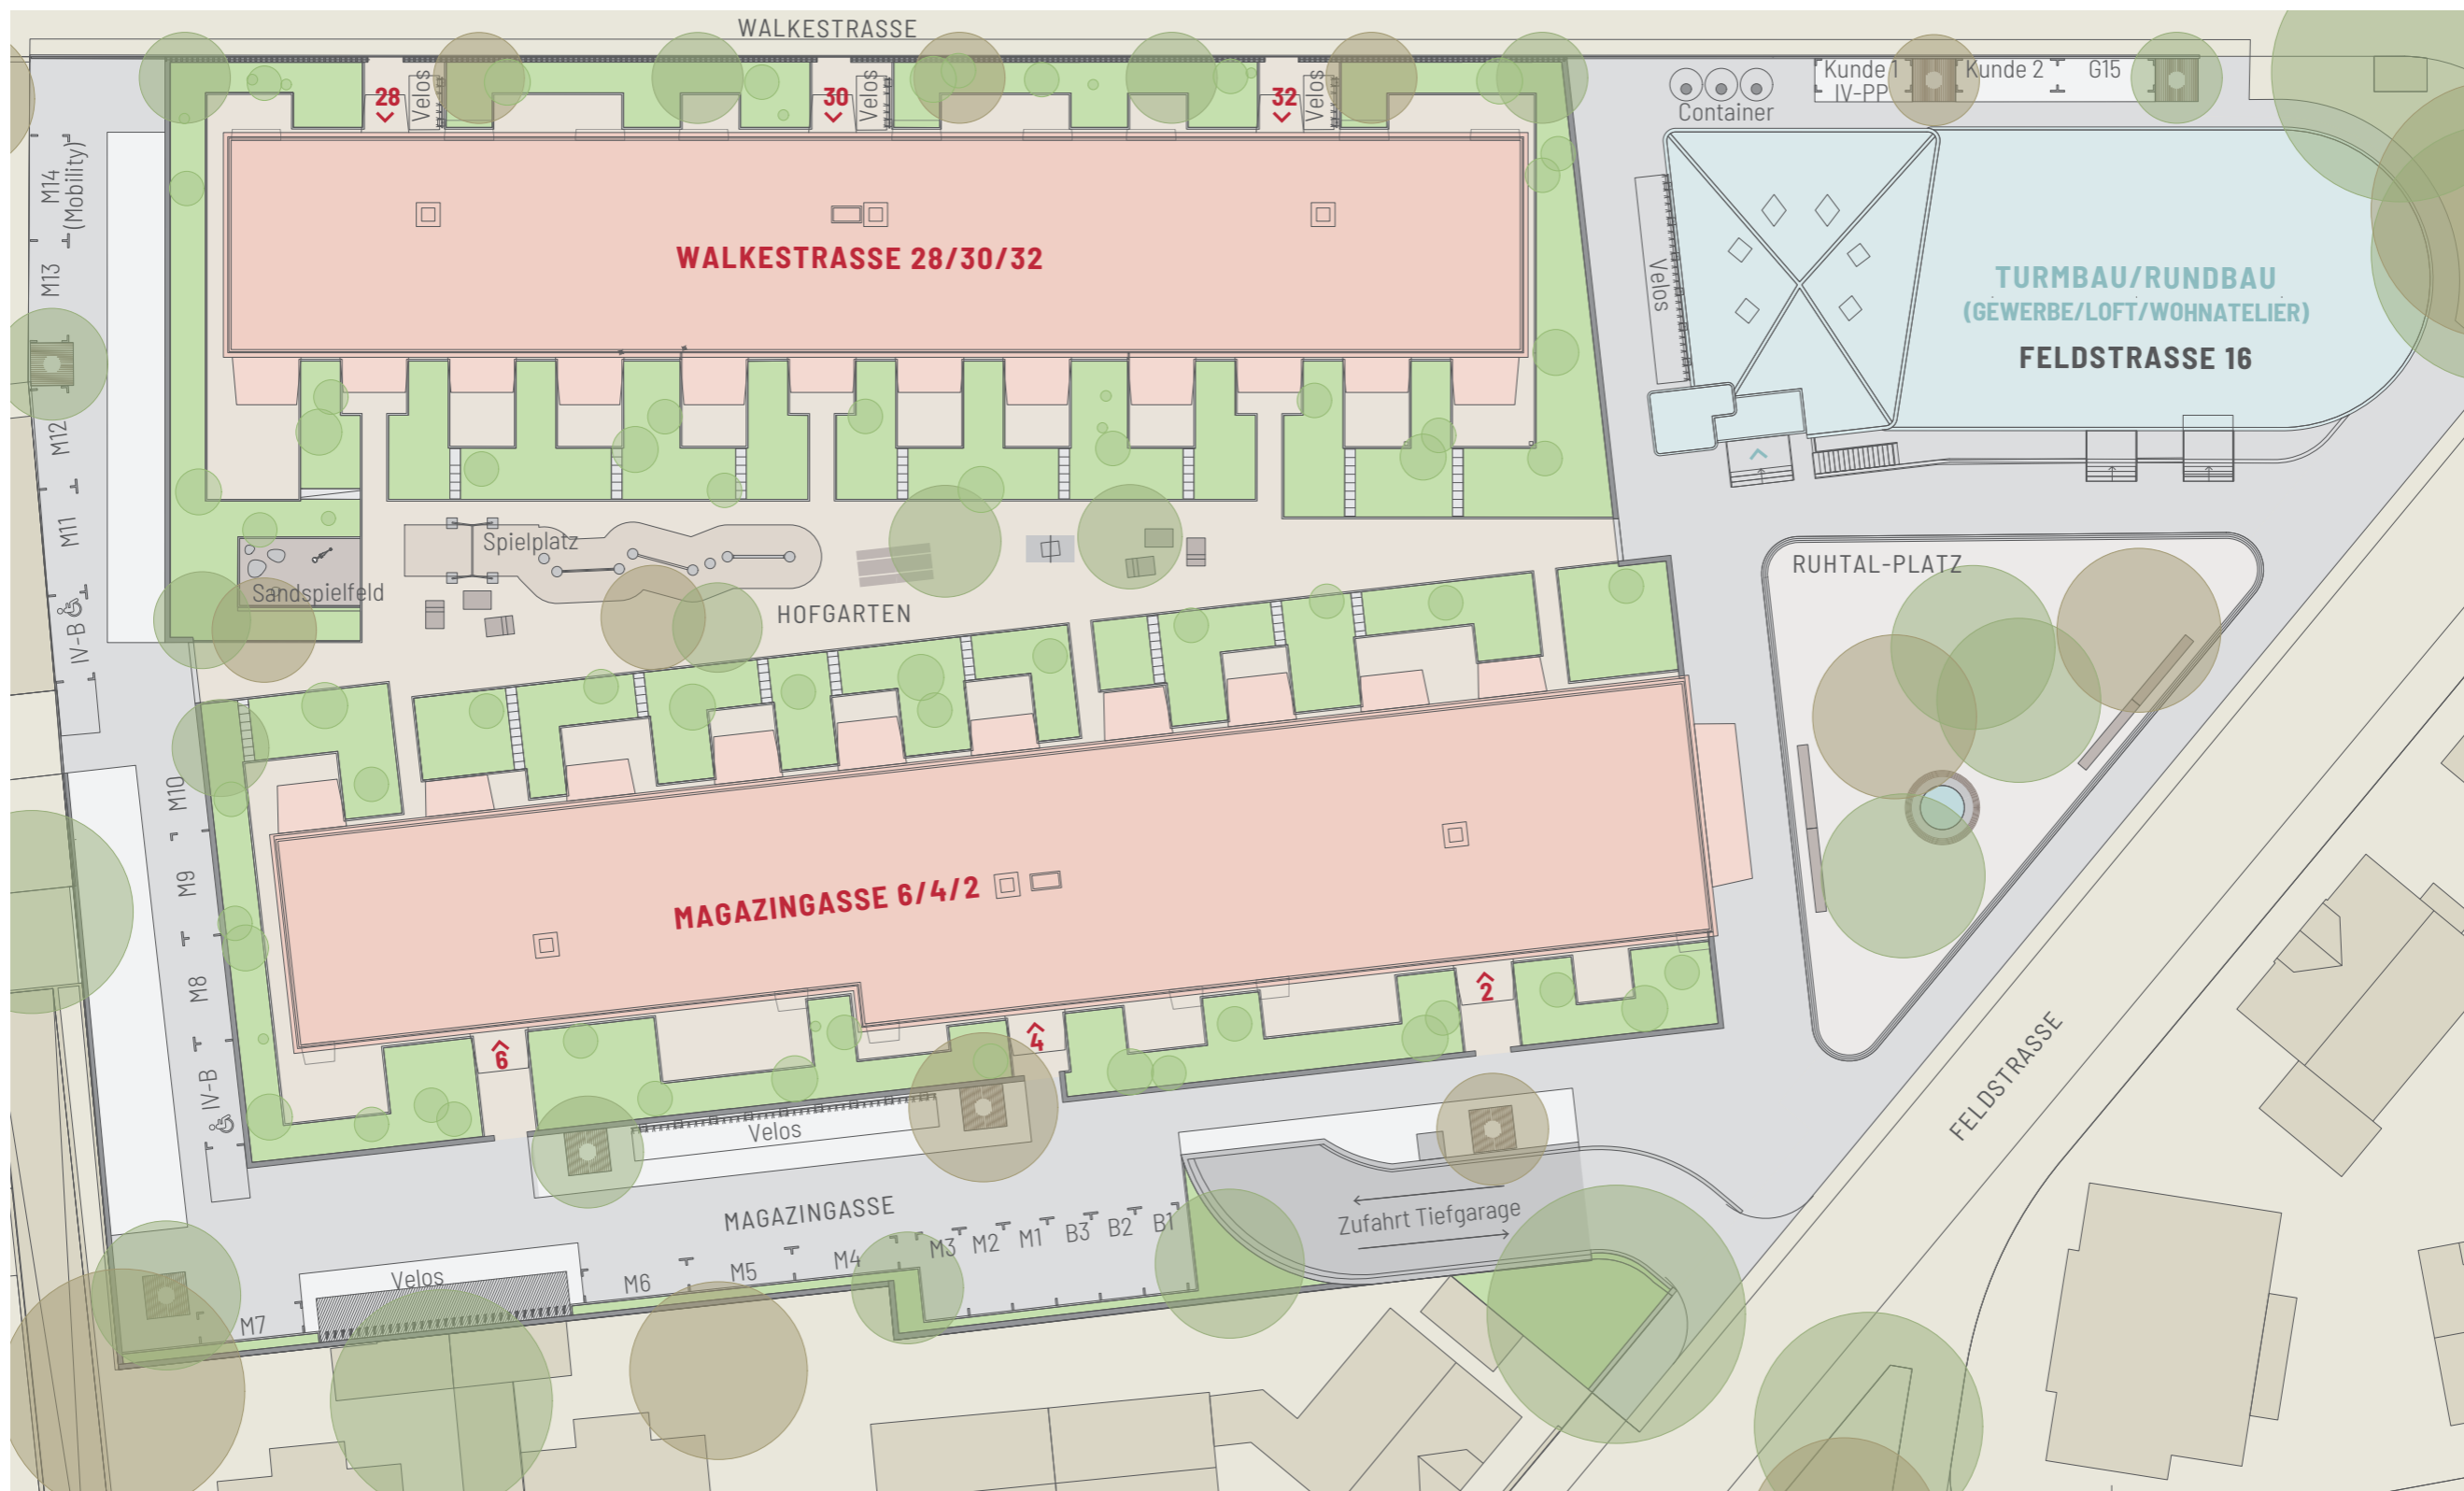 WALKESTRASSE
28
Velos
30
Velos
32
Velos
Container
Kunde 1
IV-PP
Kunde 2
G15
M14
(Mobility)
M13
M12
M11
IV-B
WALKESTRASSE 28/30/32
Velos
TURMBAU/RUNDBAU
(GEWERBE/LOFT/WOHNATELIER)
FELDSTRASSE 16
Spielplatz
Sandspielfeld
HOFGARTEN
RUHTAL-PLATZ
M10
M9
M8
IV-B
MAGAZINGASSE 6/4/2
6
4
2
Velos
MAGAZINGASSE
FELDSTRASSE
Zufahrt Tiefgarage
Velos
M7
M6
M5
M4
M3
M2
M1
B3
B2
B1